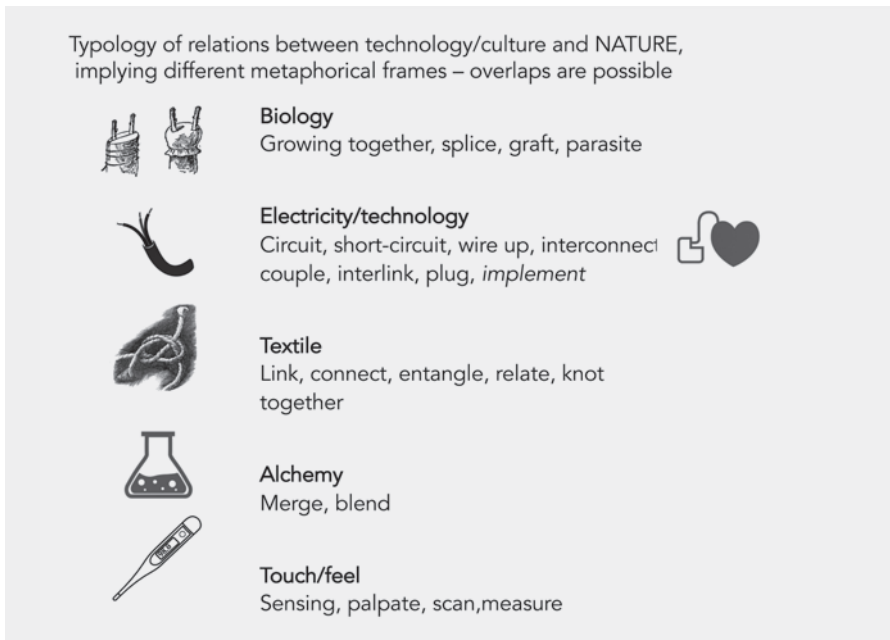 Typology of relations between technology/culture and NATURE,
implying different metaphorical frames – overlaps are possible
Biology
Growing together, splice, graft, parasite
Electricity/technology
Circuit, short-circuit, wire up, interconnect
couple, interlink, plug, implement
Textile
Link, connect, entangle, relate, knot
together
Alchemy
Merge, blend
Touch/feel
Sensing, palpate, scan,measure